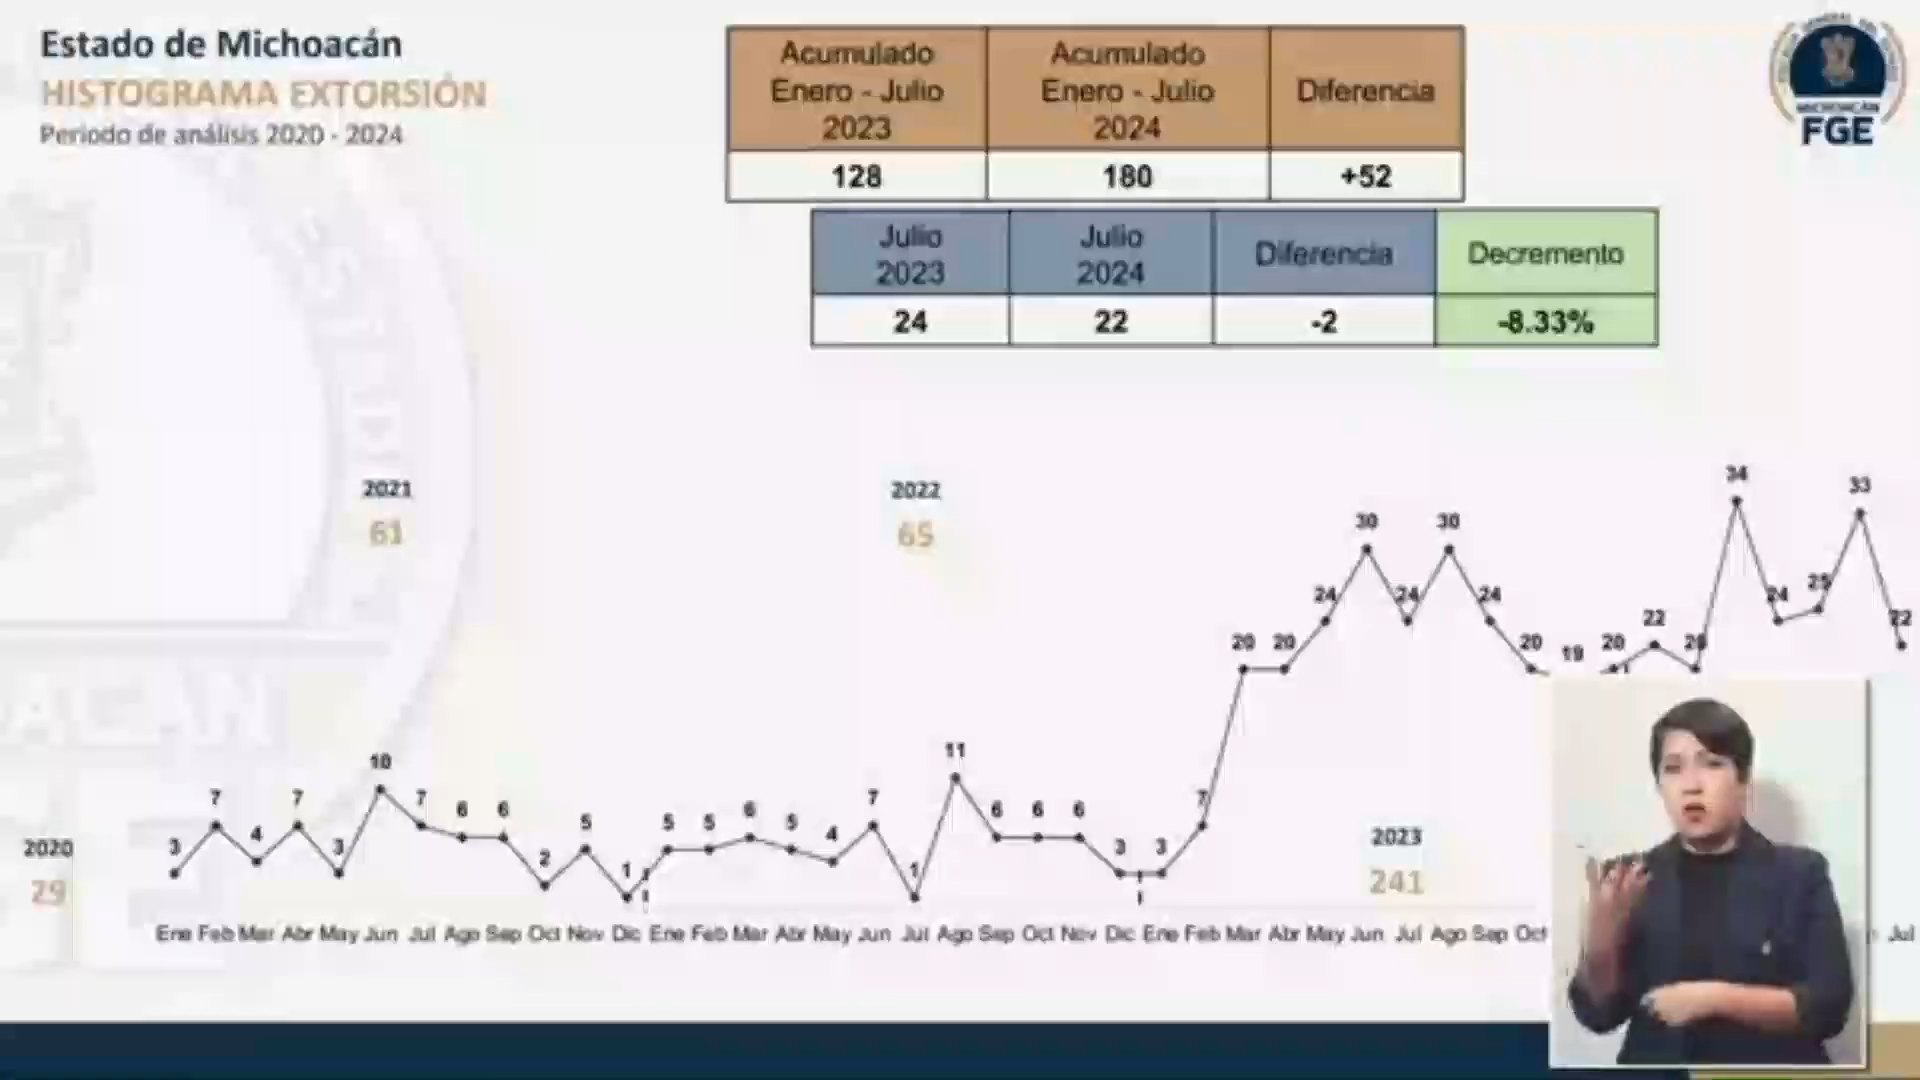 Estado de Michoacán
HISTOGRAMA EXTORSIÓN
Periodo de análisis 2020 - 2024
Acumulado
Enero - Julio
2023
Acumulado
Enero - Julio
2024
Diferencia
128
180
+52
Julio
2023
Julio
2024
Diferencia
Decremento
24
22
-2
-8.33%
MICHOACÁN
FGE
2020
29
2021
61
2022
65
2023
241
3 7 4 7 3 10 7 6 6 2 5 1 5 5 6 5 4 7 1 11 6 6 6 3 3 7 20 20 24 30 24 30 24 20 19 20 22 20 34 24 25 33 22
Ene Feb Mar Abr May Jun Jul Ago Sep Oct Nov Dic Ene Feb Mar Abr May Jun Jul Ago Sep Oct Nov Dic Ene Feb Mar Abr May Jun Jul Ago Sep Oct Jul